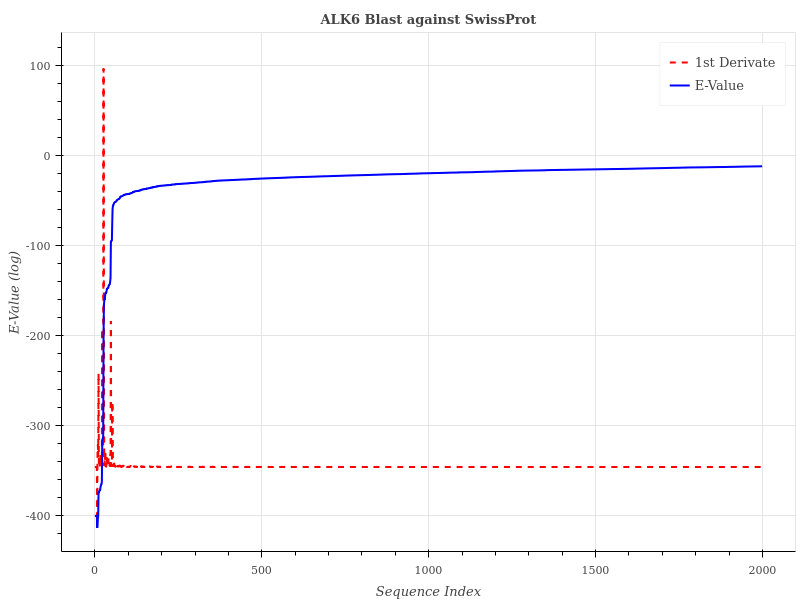 ALK6 Blast against SwissProt
1st Derivate
E-Value
E-Value (log)
100
0
-100
-200
-300
-400
0 500 1000 1500 2000
Sequence Index